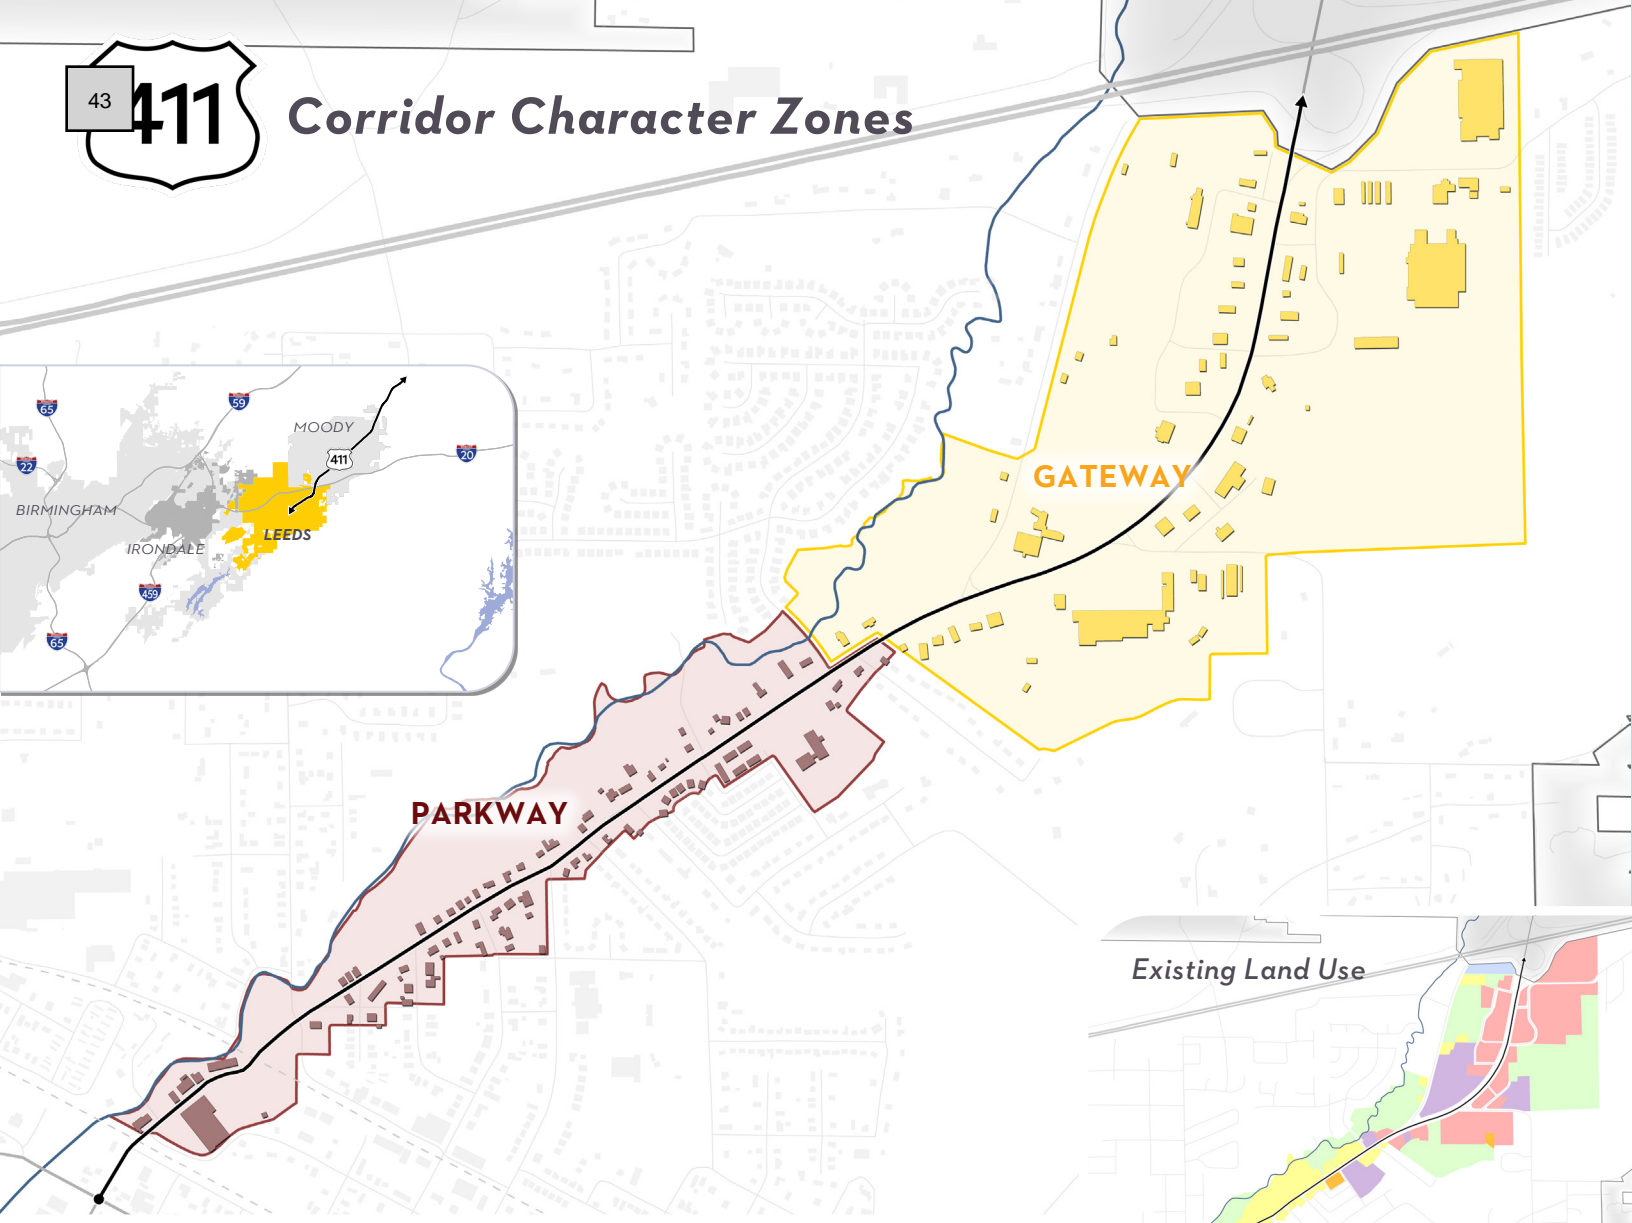 43
411
Corridor Character Zones
65
59
MOODY
411
20
22
BIRMINGHAM
LEEDS
IRONDALE
459
65
GATEWAY
PARKWAY
Existing Land Use